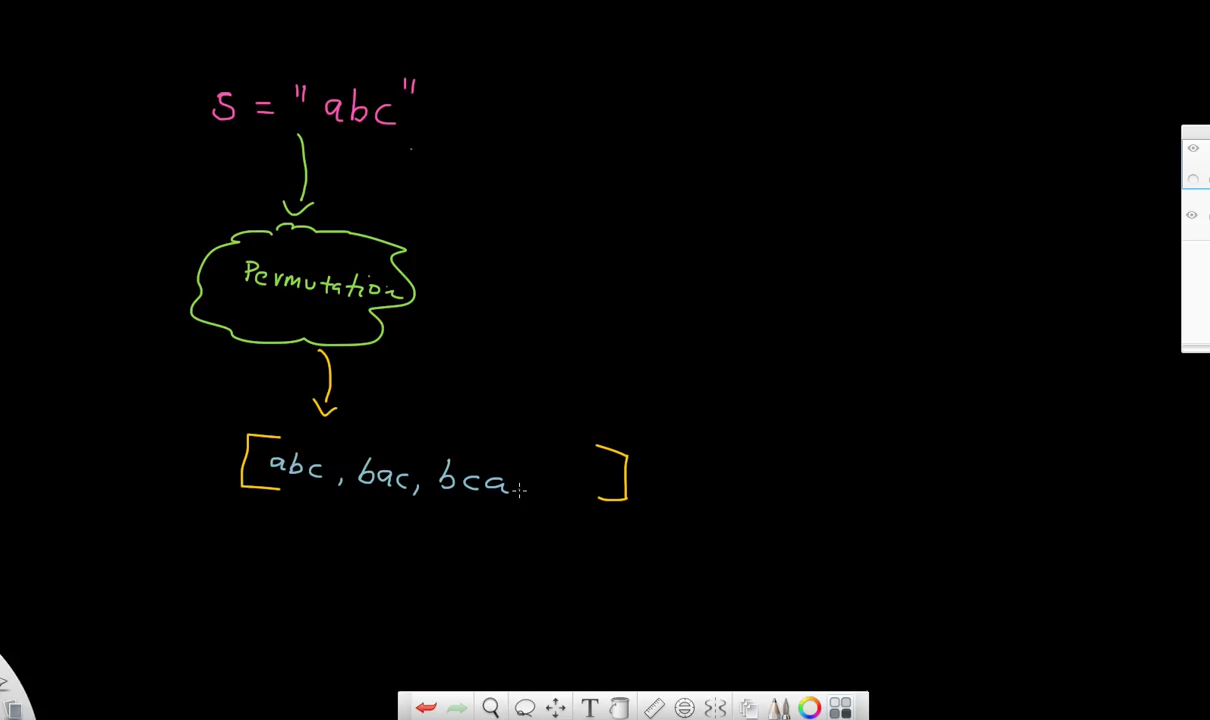 S = "abc"
Permutation
[abc, bac, bca ]
T